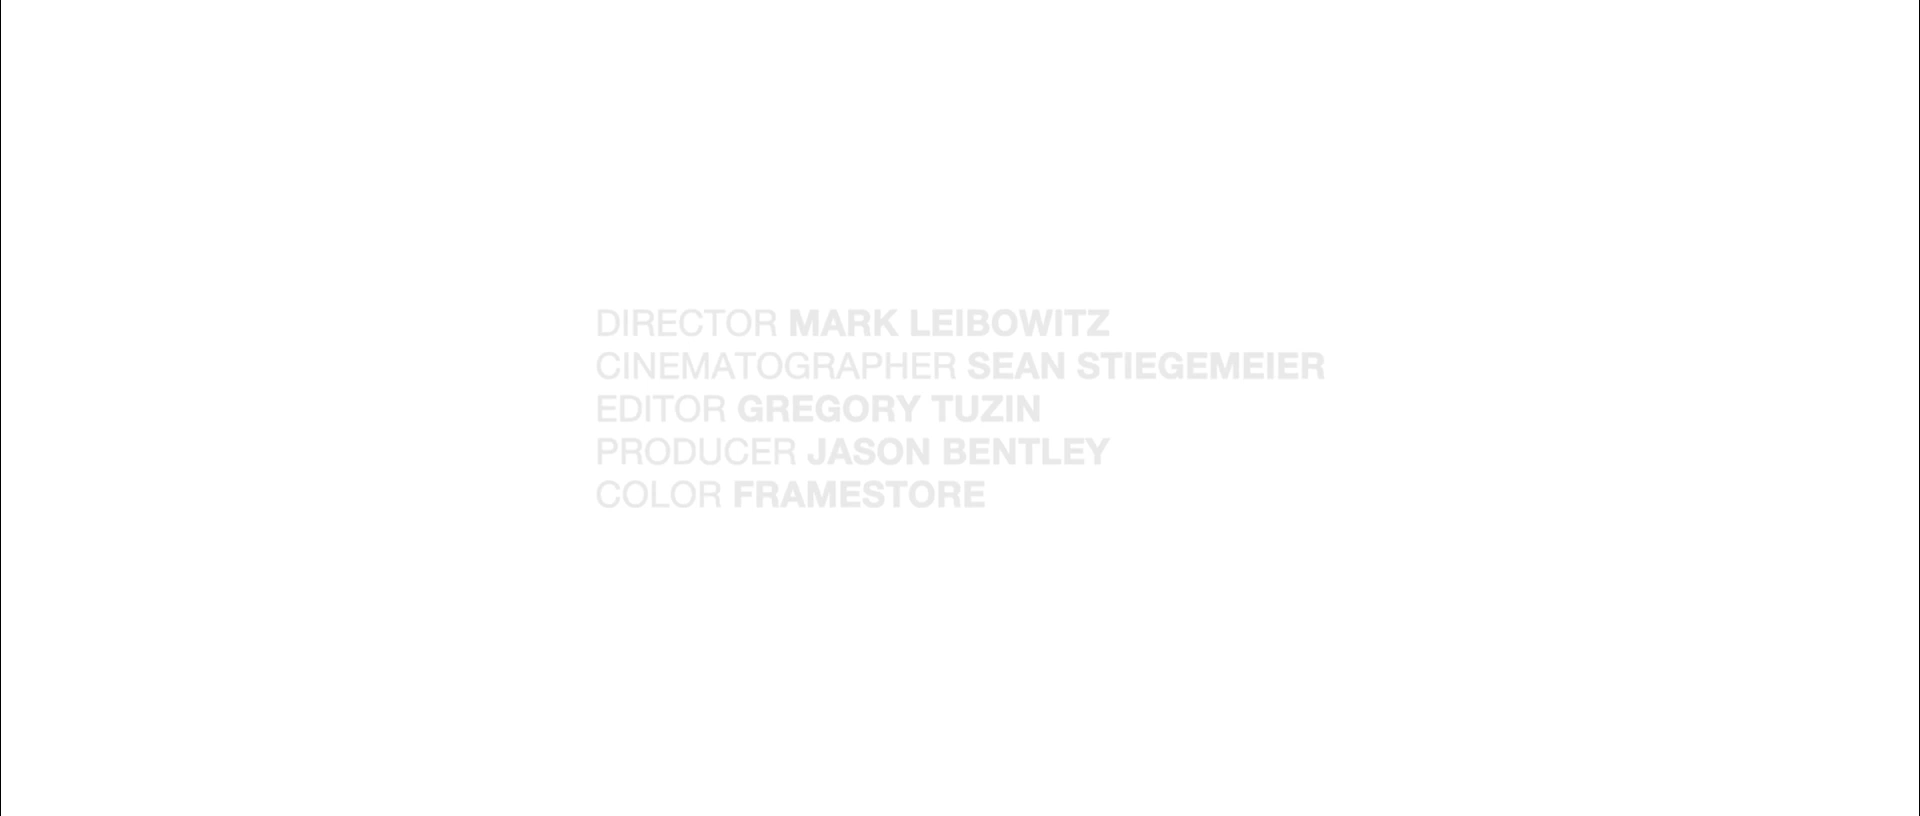 DIRECTOR MARK LEIBOWITZ
CINEMATOGRAPHER SEAN STIEGEMEIER
EDITOR GREGORY TUZIN
PRODUCER JASON BENTLEY
COLOR FRAMESTORE